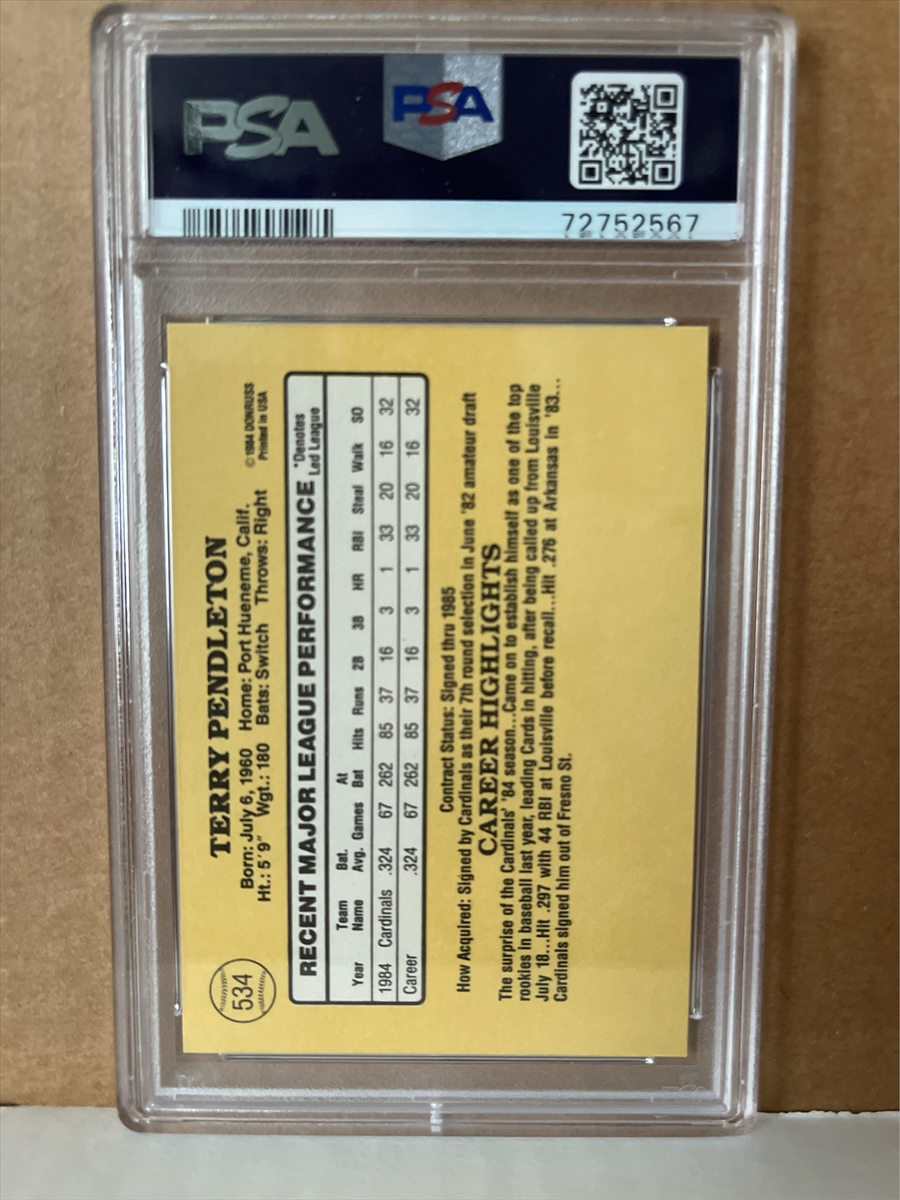 PSA
PSA
72752567
534
TERRY PENDLETON
Born: July 6, 1960 Home: Port Hueneme, Calif.
Ht.: 5'9" Wgt.: 180 Bats: Switch Throws: Right
© 1984 DONRUSS
Printed in USA
RECENT MAJOR LEAGUE PERFORMANCE
*Denotes
Led League
Year Team Name Bat. Avg. Games At Bat Hits Runs 2B 3B HR RBI Steal Walk SO
1984 Cardinals .324 67 262 85 37 16 3 1 33 20 16 32
Career .324 67 262 85 37 16 3 1 33 20 16 32
Contract Status: Signed thru 1985
How Acquired: Signed by Cardinals as their 7th round selection in June '82 amateur draft
CAREER HIGHLIGHTS
The surprise of the Cardinals' '84 season...Came on to establish himself as one of the top
rookies in baseball last year, leading Cards in hitting, after being called up from Louisville
July 18...Hit .297 with 44 RBI at Louisville before recall...Hit .276 at Arkansas in '83...
Cardinals signed him out of Fresno St.